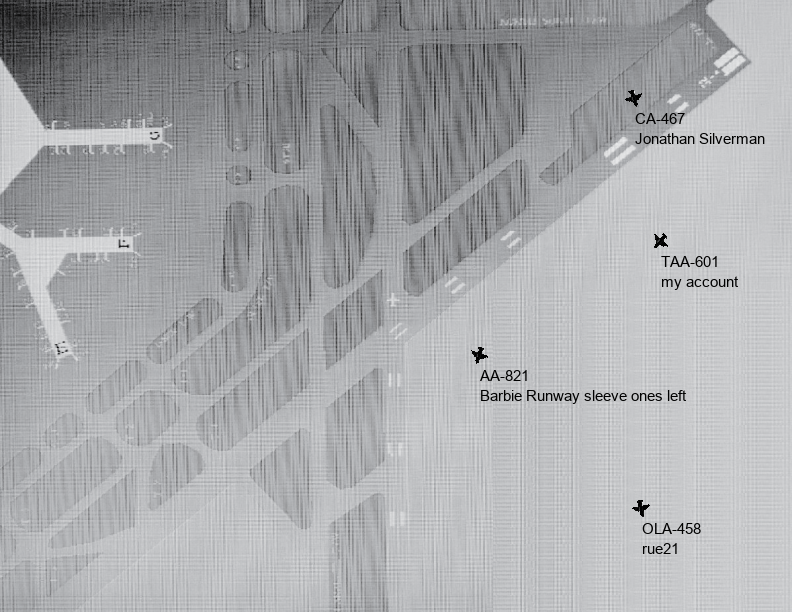 G
F
E
CA-467
Jonathan Silverman
TAA-601
my account
AA-821
Barbie Runway sleeve ones left
OLA-458
rue21